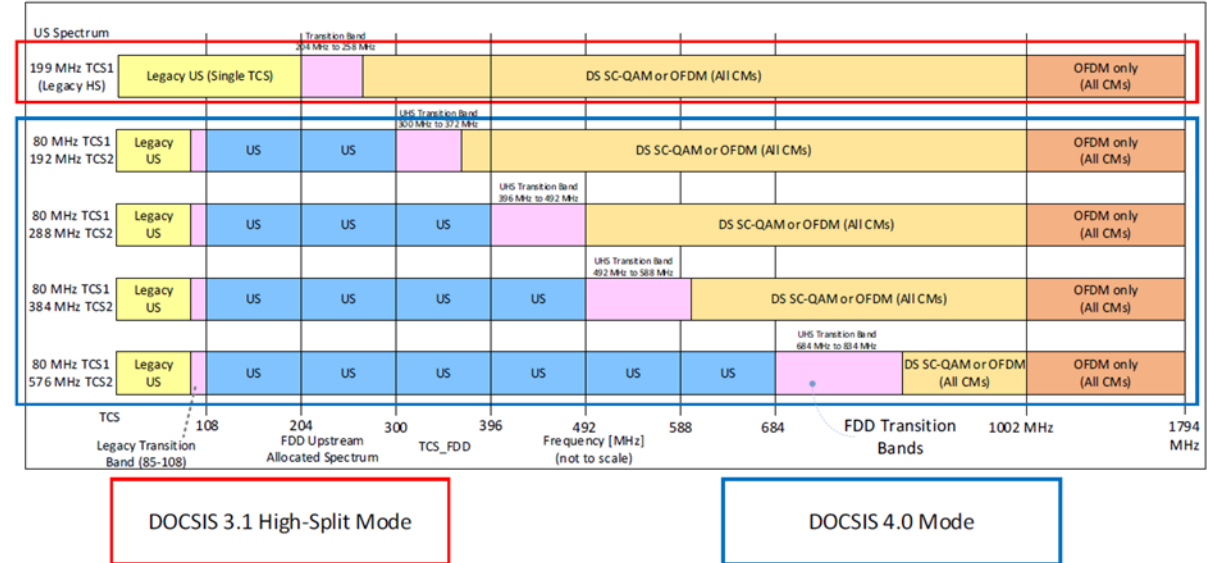 US Spectrum
Transition Band
204 MHz to 258 MHz
199 MHz TCS1
(Legacy HS)
Legacy US (Single TCS)
DS SC-QAM or OFDM (All CMs)
OFDM only
(All CMs)
UHS Transition Band
300 MHz to 372 MHz
80 MHz TCS1
192 MHz TCS2
Legacy
US
US
US
DS SC-QAM or OFDM (All CMs)
OFDM only
(All CMs)
UHS Transition Band
396 MHz to 492 MHz
80 MHz TCS1
288 MHz TCS2
Legacy
US
US
US
US
DS SC-QAM or OFDM (All CMs)
OFDM only
(All CMs)
UHS Transition Band
492 MHz to 588 MHz
80 MHz TCS1
384 MHz TCS2
Legacy
US
US
US
US
US
DS SC-QAM or OFDM (All CMs)
OFDM only
(All CMs)
UHS Transition Band
684 MHz to 834 MHz
80 MHz TCS1
576 MHz TCS2
Legacy
US
US
US
US
US
US
US
DS SC-QAM or OFDM
(All CMs)
OFDM only
(All CMs)
TCS
108
204
300
396
492
588
684
1002 MHz
1794
MHz
Legacy Transition
Band (85-108)
FDD Upstream
Allocated Spectrum
TCS_FDD
Frequency [MHz]
(not to scale)
FDD Transition
Bands
DOCSIS 3.1 High-Split Mode
DOCSIS 4.0 Mode